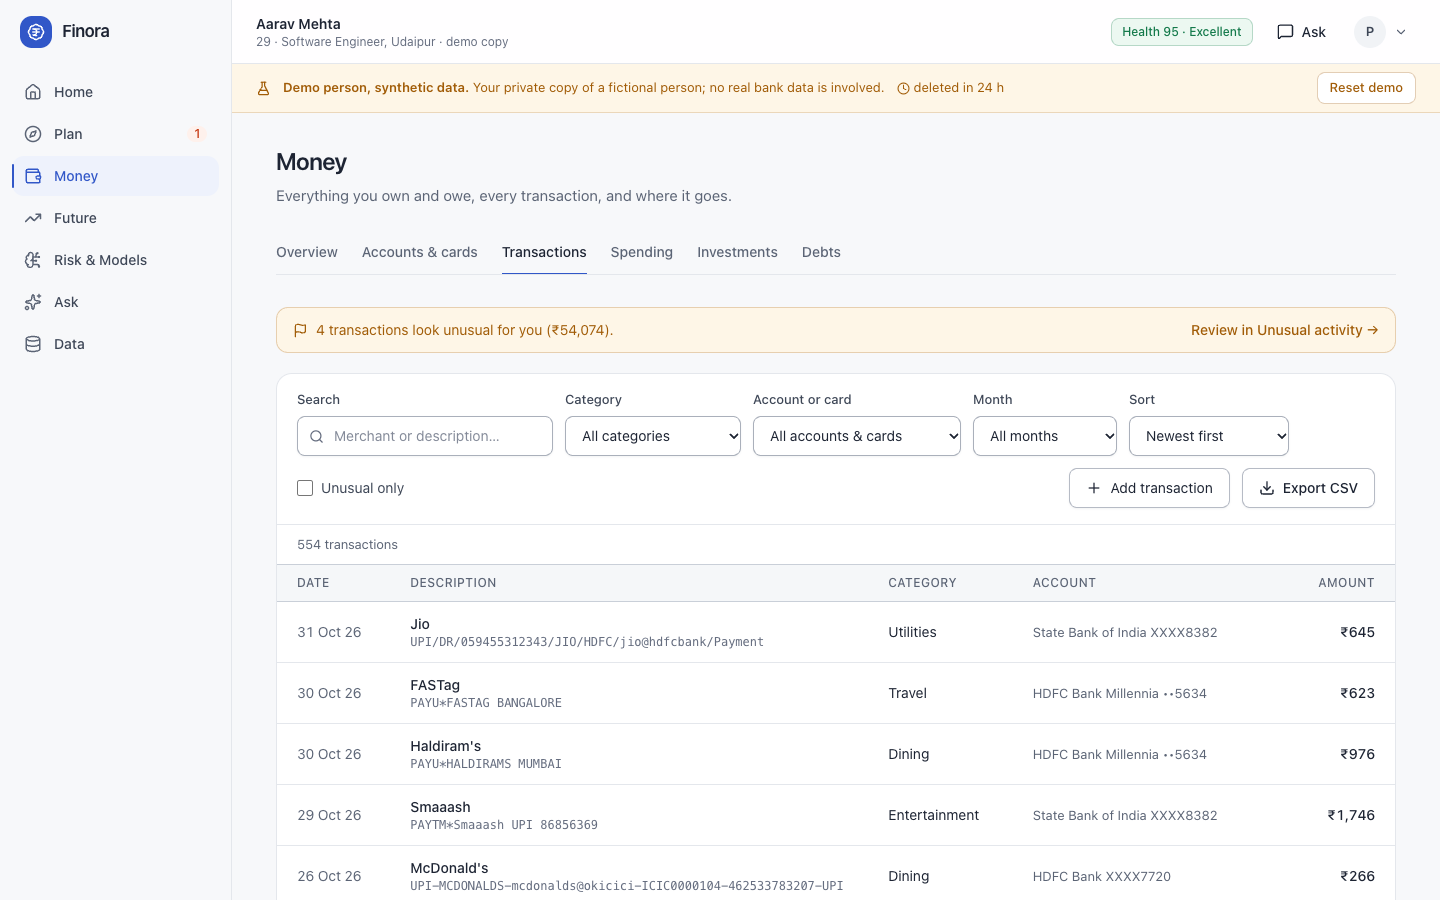 Finora
Home
Plan 1
Money
Future
Risk & Models
Ask
Data
Aarav Mehta
29 · Software Engineer, Udaipur · demo copy
Health 95 · Excellent
Ask
P
Demo person, synthetic data. Your private copy of a fictional person; no real bank data is involved. deleted in 24 h
Reset demo
Money
Everything you own and owe, every transaction, and where it goes.
Overview Accounts & cards Transactions Spending Investments Debts
4 transactions look unusual for you (₹54,074).
Review in Unusual activity →
Search Category Account or card Month Sort
Merchant or description... All categories All accounts & cards All months Newest first
Unusual only
+ Add transaction
Export CSV
554 transactions
DATE DESCRIPTION CATEGORY ACCOUNT AMOUNT
31 Oct 26 Jio Utilities State Bank of India XXXX8382 ₹645
UPI/DR/059455312343/JIO/HDFC/jio@hdfcbank/Payment
30 Oct 26 FASTag Travel HDFC Bank Millennia ••5634 ₹623
PAYU*FASTAG BANGALORE
30 Oct 26 Haldiram's Dining HDFC Bank Millennia ••5634 ₹976
PAYU*HALDIRAMS MUMBAI
29 Oct 26 Smaaash Entertainment State Bank of India XXXX8382 ₹1,746
PAYTM*Smaaash UPI 86856369
26 Oct 26 McDonald's Dining HDFC Bank XXXX7720 ₹266
UPI-MCDONALDS-mcdonalds@okicici-ICIC0000104-462533783207-UPI